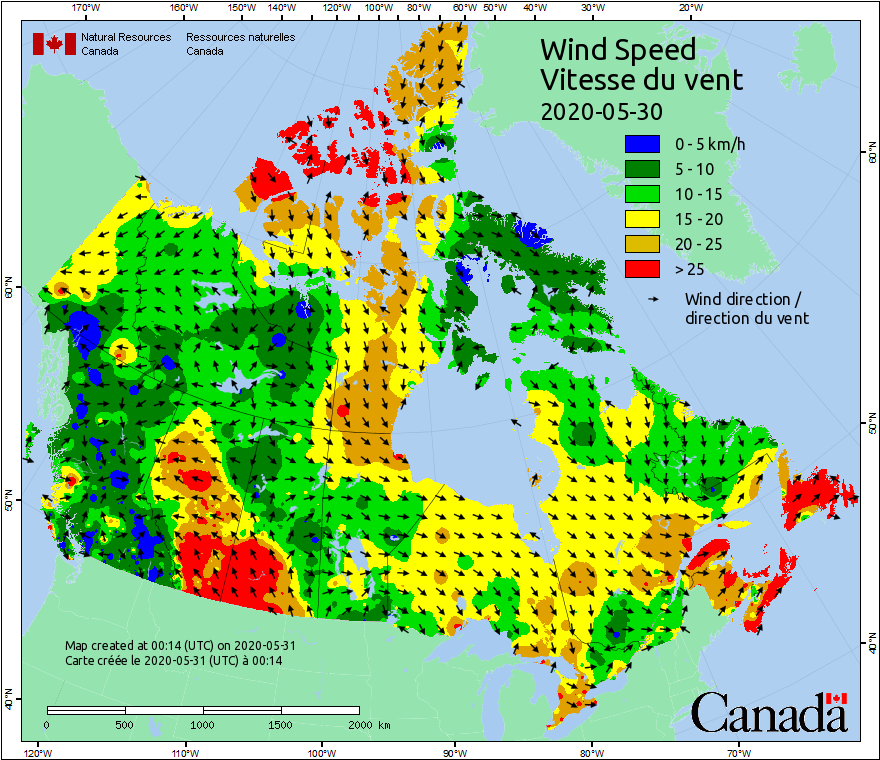 170°W 160°W 150°W 140°W 120°W 100°W 80°W 60°W 50°W 40°W 30°W 20°W
Natural Resources Ressources naturelles
Canada Canada
Wind Speed
Vitesse du vent
2020-05-30
0 - 5 km/h
5 - 10
10 - 15
15 - 20
20 - 25
> 25
Wind direction /
direction du vent
60°N
50°N
40°N
60°N
50°N
40°N
Map created at 00:14 (UTC) on 2020-05-31
Carte créée le 2020-05-31 (UTC) à 00:14
0 500 1000 1500 2000 km
Canada
120°W 110°W 100°W 90°W 80°W 70°W